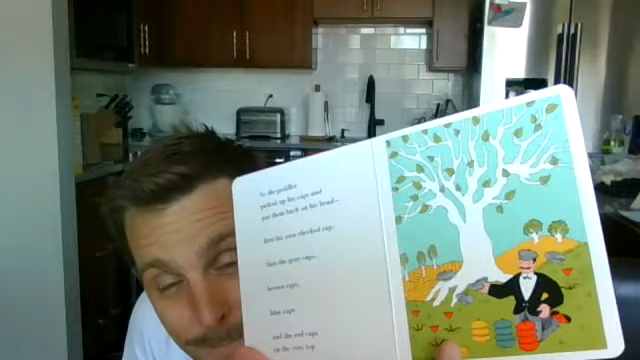 So the peddler
picked up his caps and
put them back on his head—
first his own checked cap,
then the gray caps,
brown caps,
blue caps,
and the red caps
on the very top.